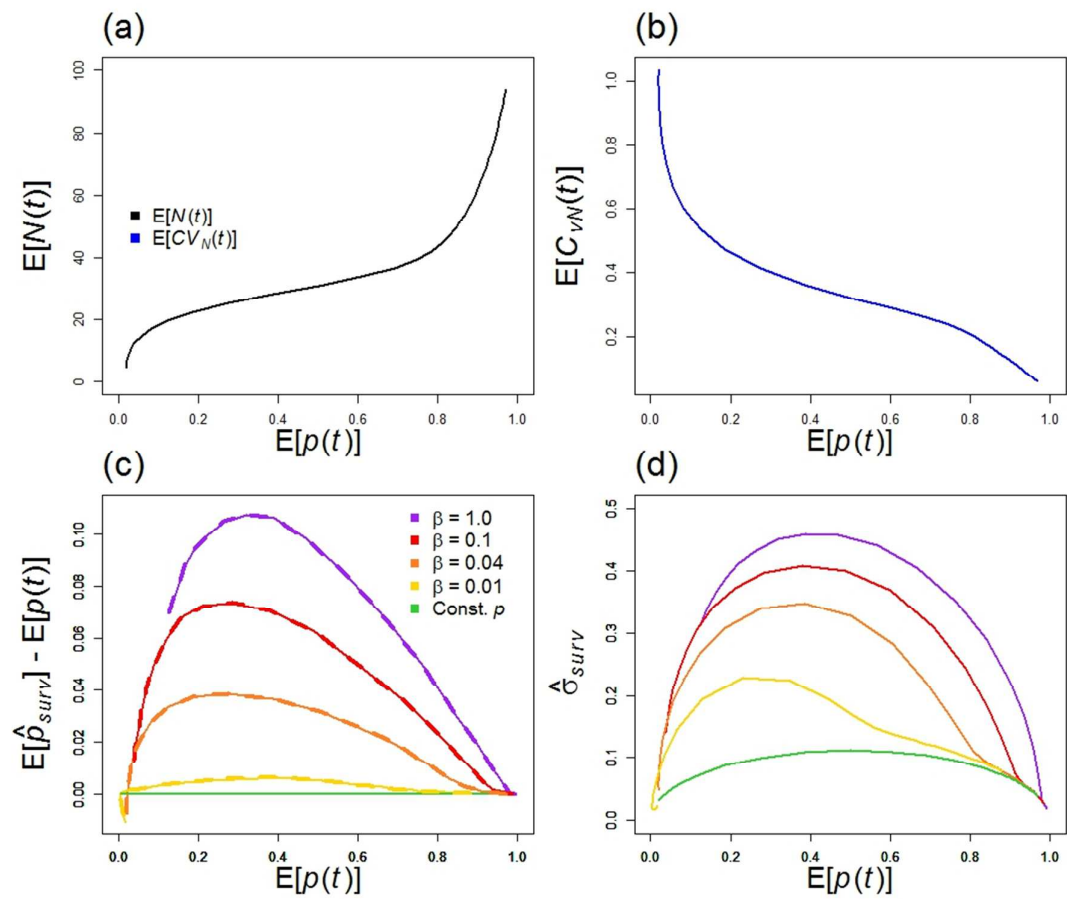 (a)
E[N(t)]
100
80
60
40
20
0
E[N(t)]
E[CV_N(t)]
0.0 0.2 0.4 0.6 0.8 1.0
E[p(t)]
(b)
E[C_vN(t)]
1.0
0.8
0.6
0.4
0.2
0.0 0.2 0.4 0.6 0.8 1.0
E[p(t)]
(c)
E[p̂_surv] - E[p(t)]
0.10
0.08
0.06
0.04
0.02
0.00
β = 1.0
β = 0.1
β = 0.04
β = 0.01
Const. p
0.0 0.2 0.4 0.6 0.8 1.0
E[p(t)]
(d)
σ̂_surv
0.5
0.4
0.3
0.2
0.1
0.0
0.0 0.2 0.4 0.6 0.8 1.0
E[p(t)]